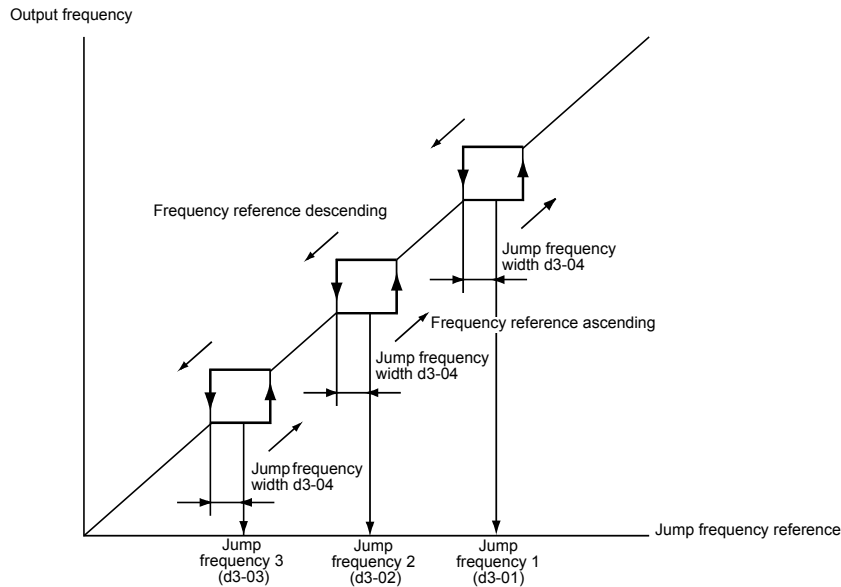 Output frequency
Frequency reference descending
Jump frequency
width d3-04
Frequency reference ascending
Jump frequency
width d3-04
Jump frequency
width d3-04
Jump frequency reference
Jump
frequency 3
(d3-03)
Jump
frequency 2
(d3-02)
Jump
frequency 1
(d3-01)